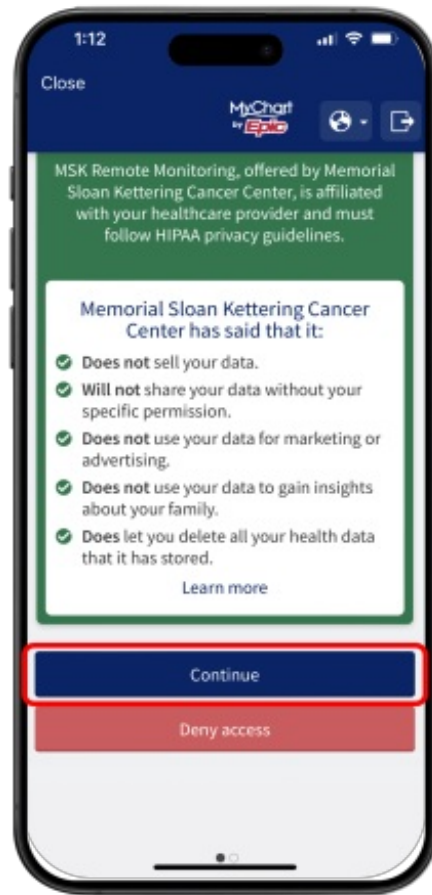 1:12
Close
MyChart
by Epic
MSK Remote Monitoring, offered by Memorial
Sloan Kettering Cancer Center, is affiliated
with your healthcare provider and must
follow HIPAA privacy guidelines.
Memorial Sloan Kettering Cancer
Center has said that it:
Does not sell your data.
Will not share your data without your
specific permission.
Does not use your data for marketing or
advertising.
Does not use your data to gain insights
about your family.
Does let you delete all your health data
that it has stored.
Learn more
Continue
Deny access